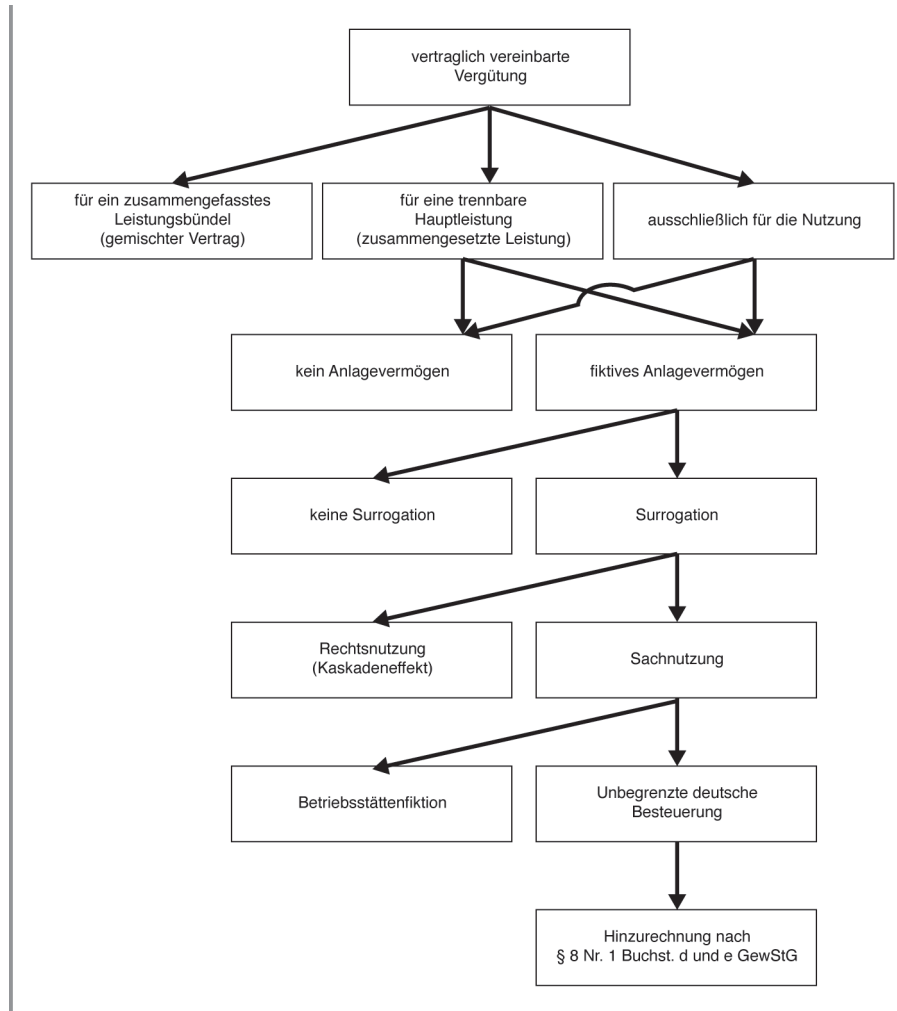 vertraglich vereinbarte
Vergütung
für ein zusammengefasstes
Leistungsbündel
(gemischter Vertrag)
für eine trennbare
Hauptleistung
(zusammengesetzte Leistung)
ausschließlich für die Nutzung
kein Anlagevermögen
fiktives Anlagevermögen
keine Surrogation
Surrogation
Rechtsnutzung
(Kaskadeneffekt)
Sachnutzung
Betriebsstättenfiktion
Unbegrenzte deutsche
Besteuerung
Hinzurechnung nach
§ 8 Nr. 1 Buchst. d und e GewStG